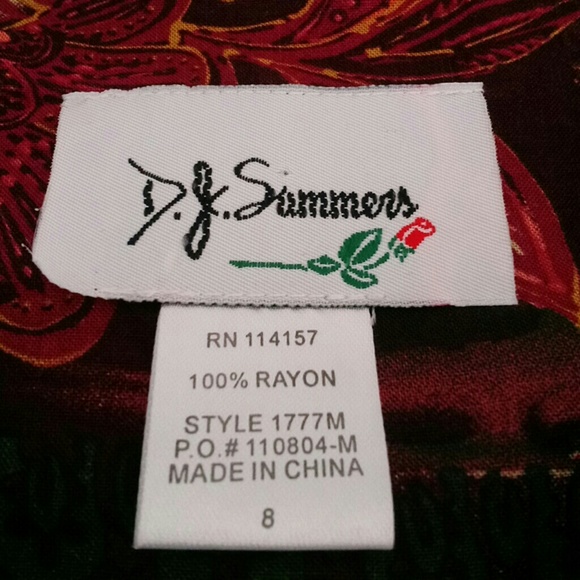 D.J. Summers
RN 114157
100% RAYON
STYLE 1777M
P.O.# 110804-M
MADE IN CHINA
8